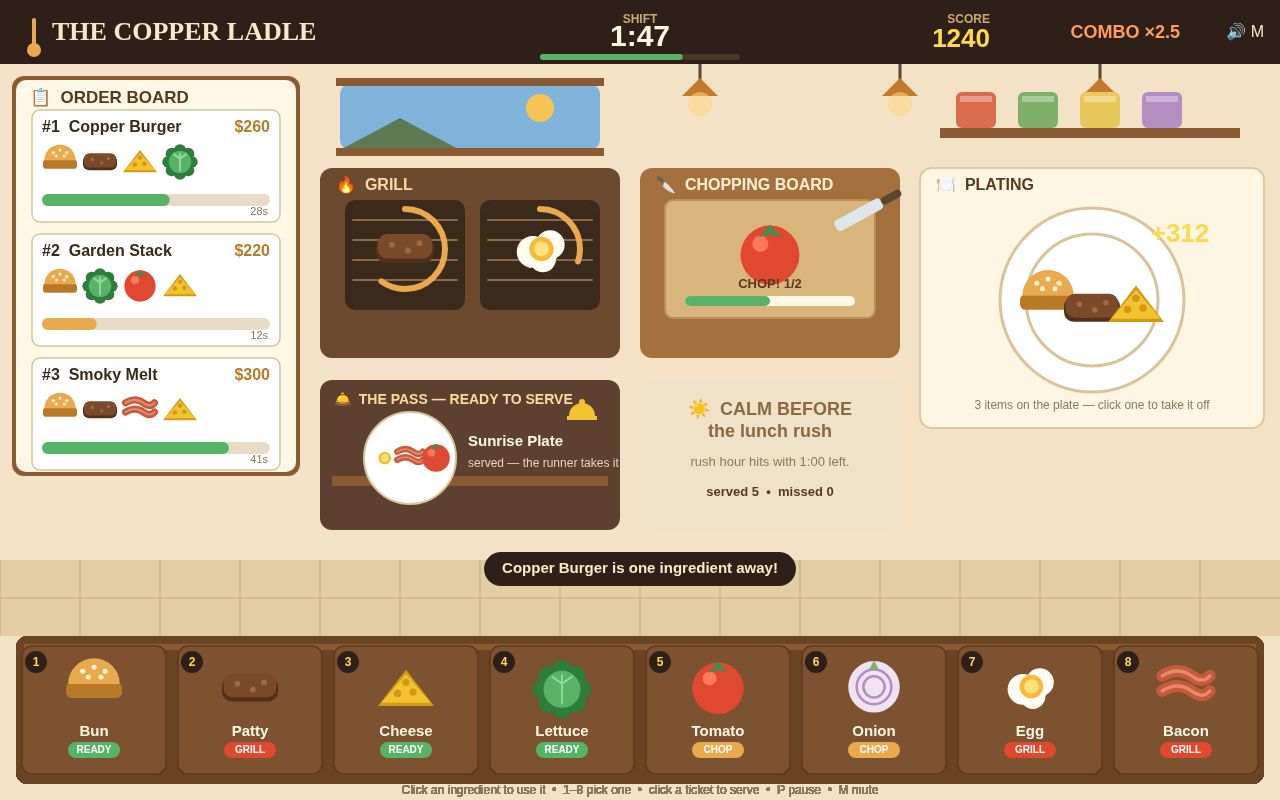 THE COPPER LADLE
SHIFT
1:47
SCORE
1240
COMBO ×2.5
🔊 M
📋 ORDER BOARD
#1 Copper Burger $260
28s
#2 Garden Stack $220
12s
#3 Smoky Melt $300
41s
🔥 GRILL
🔪 CHOPPING BOARD
CHOP! 1/2
🍽️ PLATING
+312
3 items on the plate — click one to take it off
🛎️ THE PASS — READY TO SERVE
Sunrise Plate
served — the runner takes it
☀️ CALM BEFORE
the lunch rush
rush hour hits with 1:00 left.
served 5 • missed 0
Copper Burger is one ingredient away!
1
Bun
READY
2
Patty
GRILL
3
Cheese
READY
4
Lettuce
READY
5
Tomato
CHOP
6
Onion
CHOP
7
Egg
GRILL
8
Bacon
GRILL
Click an ingredient to use it • 1–8 pick one • click a ticket to serve • P pause • M mute